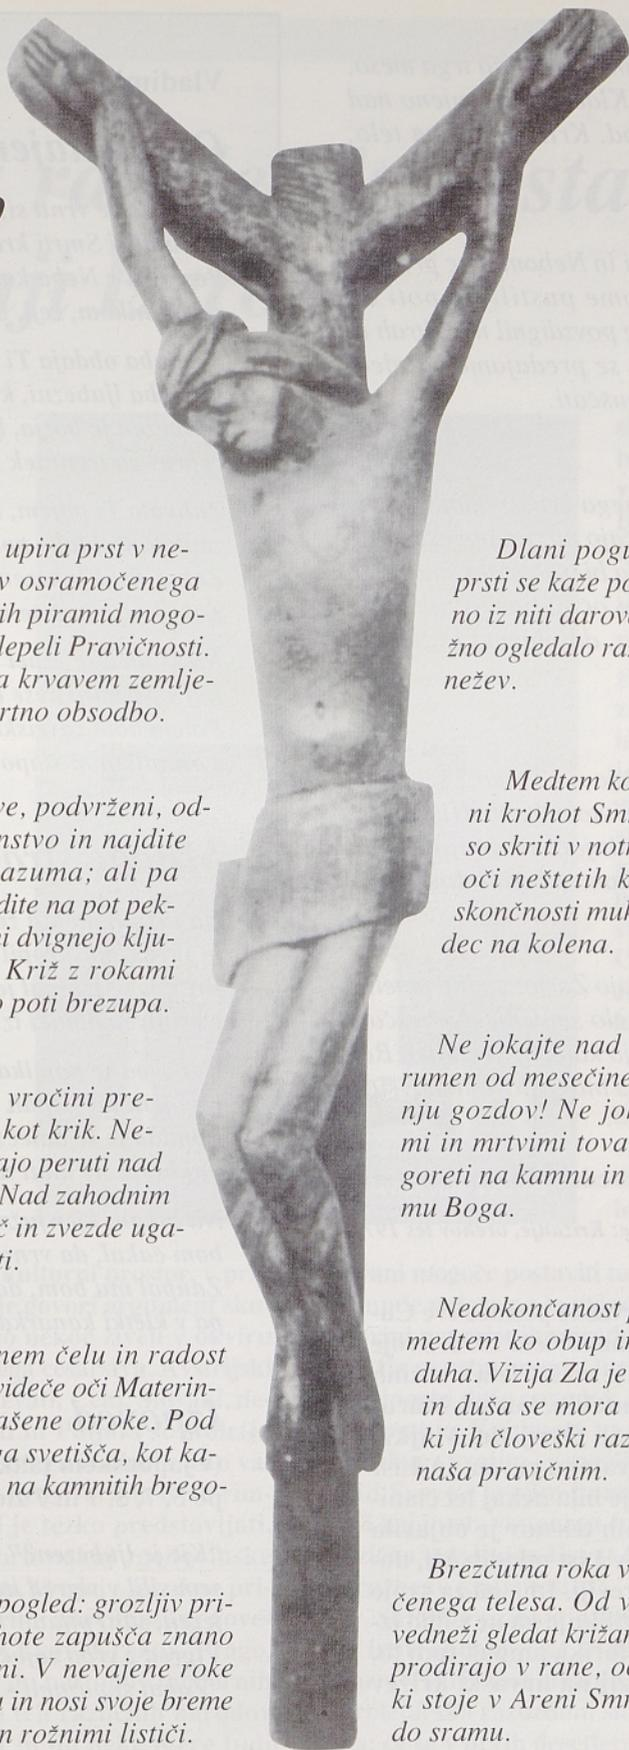 upira prst v ne-
v osramočenega
ih piramid mogo-
lepeli Pravičnosti.
a krvavem zemlje-
rtno obsodbo.
ve, podvrženi, od-
nstvo in najdite
azuma; ali pa
dite na pot pek-
ni dvignejo klju-
Križ z rokami
o poti brezupa.
vročini pre-
kot krik. Ne-
ajo peruti nad
Nad zahodnim
č in zvezde uga-
ti.
nem čelu in radost
videče oči Materin-
ašene otroke. Pod
ga svetišča, kot ka-
na kamnitih brego-
pogled: grozljiv pri-
hote zapušča znano
ni. V nevajene roke
u in nosi svoje breme
n rožnimi lističi.
Dlani pogu
prsti se kaže po
no iz niti darov
žno ogledalo ra
nežev.
Medtem ko
ni krohot Sm
so skriti v notr
oči neštetih k
skončnosti muk
dec na kolena.
Ne jokajte nad
rumen od mesečine
nju gozdov! Ne jok
mi in mrtvimi tova
goreti na kamnu in
mu Boga.
Nedokončanost p
medtem ko obup in
duha. Vizija Zla je
in duša se mora
ki jih človeški raz
naša pravičnim.
Brezčutna roka v
čenega telesa. Od v
vedneži gledat križan
prodirajo v rane, oč
ki stoje v Areni Smr
do sramu.